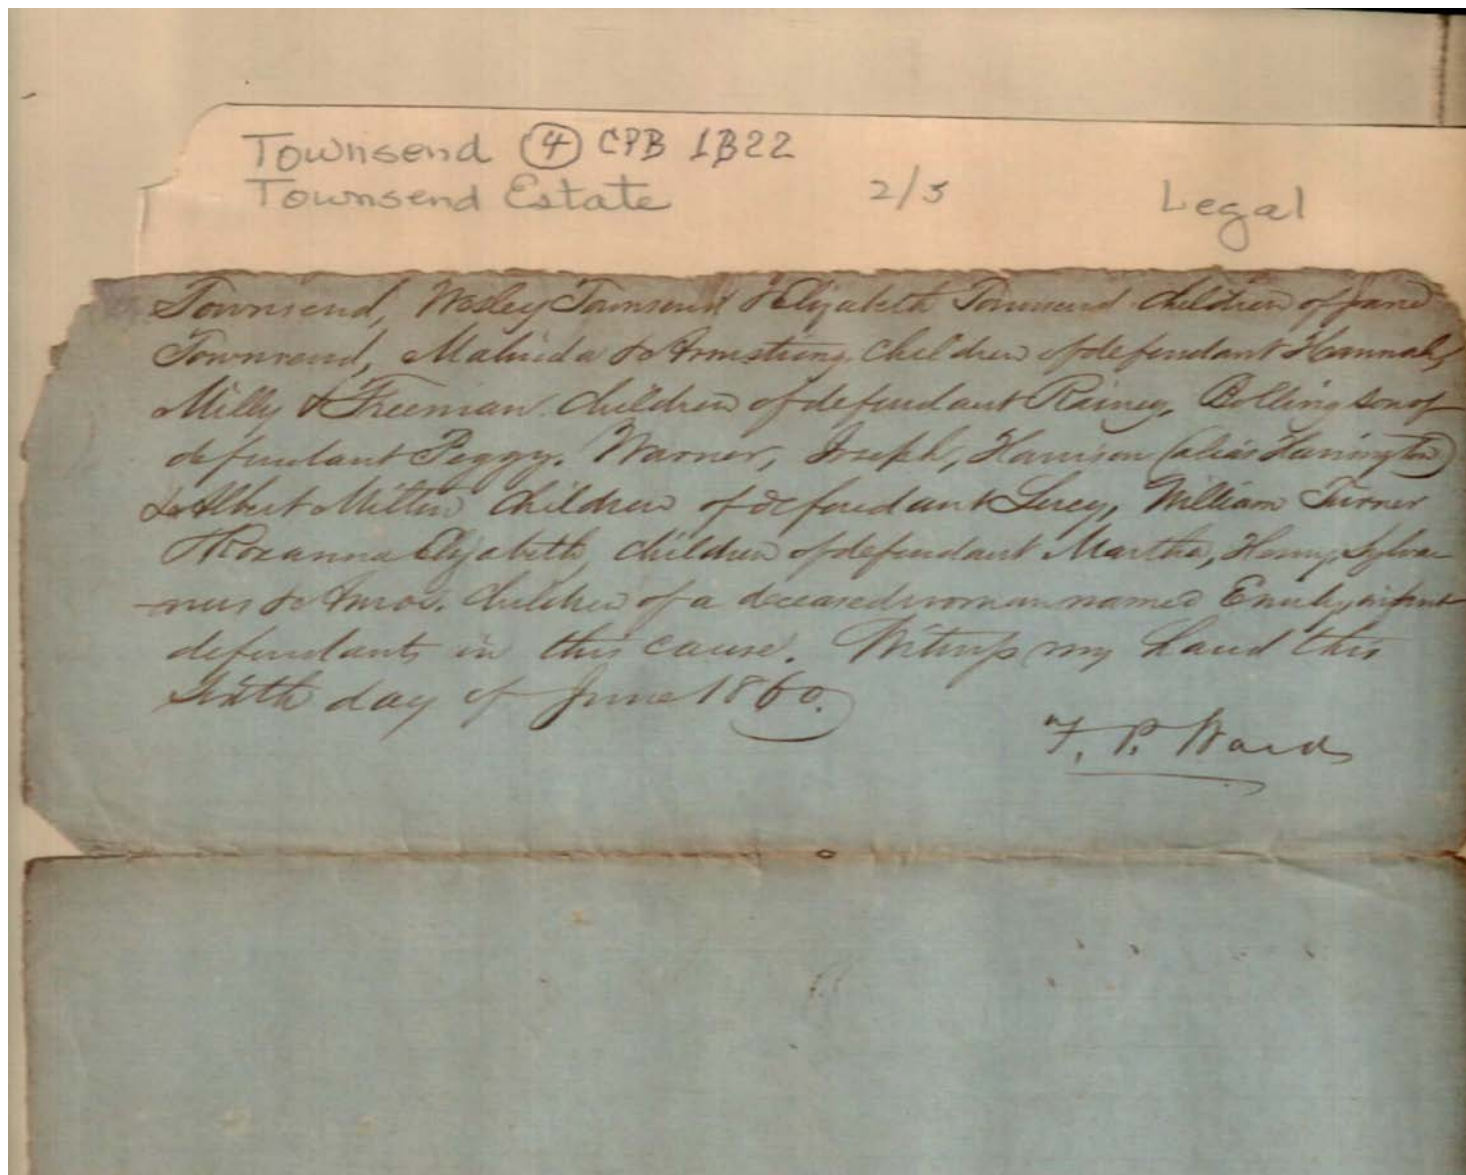 Townsend ④ CPB 1B22
Townsend Estate 2/5 Legal
Townsend, Wesley Townsend & Elizabeth Townsend children of Jane
Townsend, Malinda & Armstrong children of defendant Hannah,
Milly & Freeman children of defendant Rainey, Bolling son of
defendant Peggy. Warner, Joseph, Harrison (alias Harrington)
& Albert Milton children of defendant Lucy, William Turner
& Roxanna Elizabeth children of defendant Martha, Henry, Sylva-
-nus & Amos. children of a deceased woman named Emily, infant
defendants in this cause. Witness my hand this
Sixth day of June 1860.
F. P. Ward